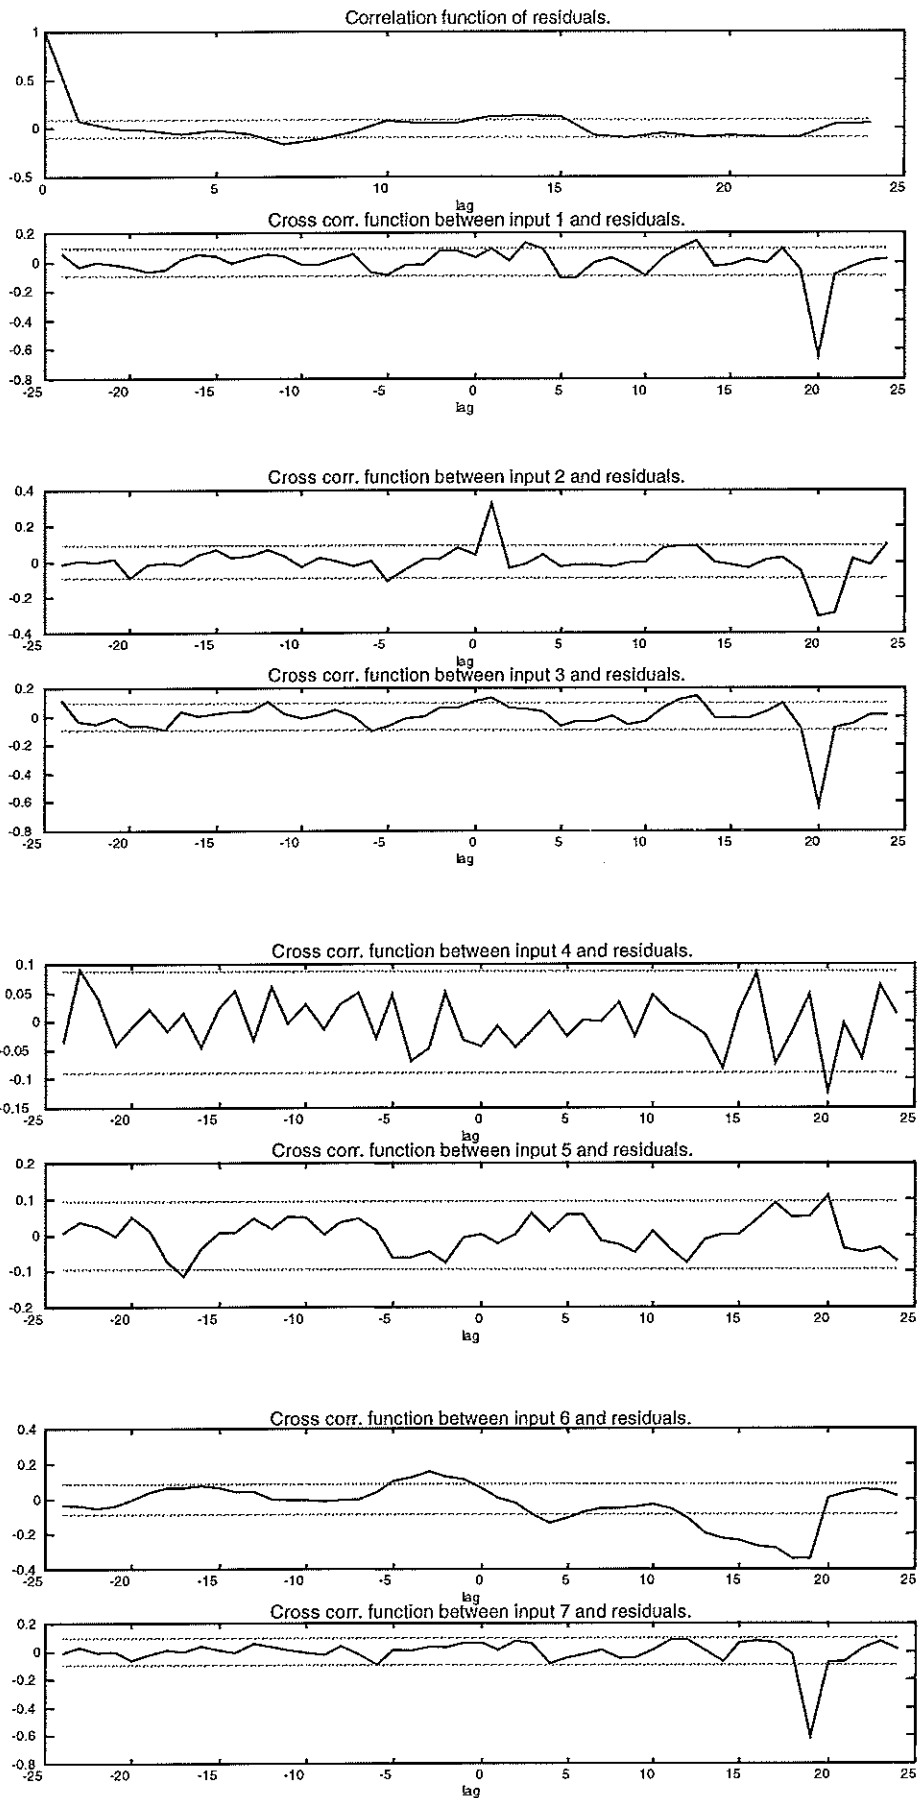 Correlation function of residuals.
1
0.5
0
-0.5
0 5 10 15 20 25
lag
Cross corr. function between input 1 and residuals.
0.2
0
-0.2
-0.4
-0.6
-0.8
-25 -20 -15 -10 -5 0 5 10 15 20 25
lag
Cross corr. function between input 2 and residuals.
0.4
0.2
0
-0.2
-0.4
-25 -20 -15 -10 -5 0 5 10 15 20 25
lag
Cross corr. function between input 3 and residuals.
0.2
0
-0.2
-0.4
-0.6
-0.8
-25 -20 -15 -10 -5 0 5 10 15 20 25
lag
Cross corr. function between input 4 and residuals.
0.1
0.05
0
-0.05
-0.1
-0.15
-25 -20 -15 -10 -5 0 5 10 15 20 25
lag
Cross corr. function between input 5 and residuals.
0.2
0.1
0
-0.1
-0.2
-25 -20 -15 -10 -5 0 5 10 15 20 25
lag
Cross corr. function between input 6 and residuals.
0.4
0.2
0
-0.2
-0.4
-25 -20 -15 -10 -5 0 5 10 15 20 25
lag
Cross corr. function between input 7 and residuals.
0.2
0
-0.2
-0.4
-0.6
-0.8
-25 -20 -15 -10 -5 0 5 10 15 20 25
lag